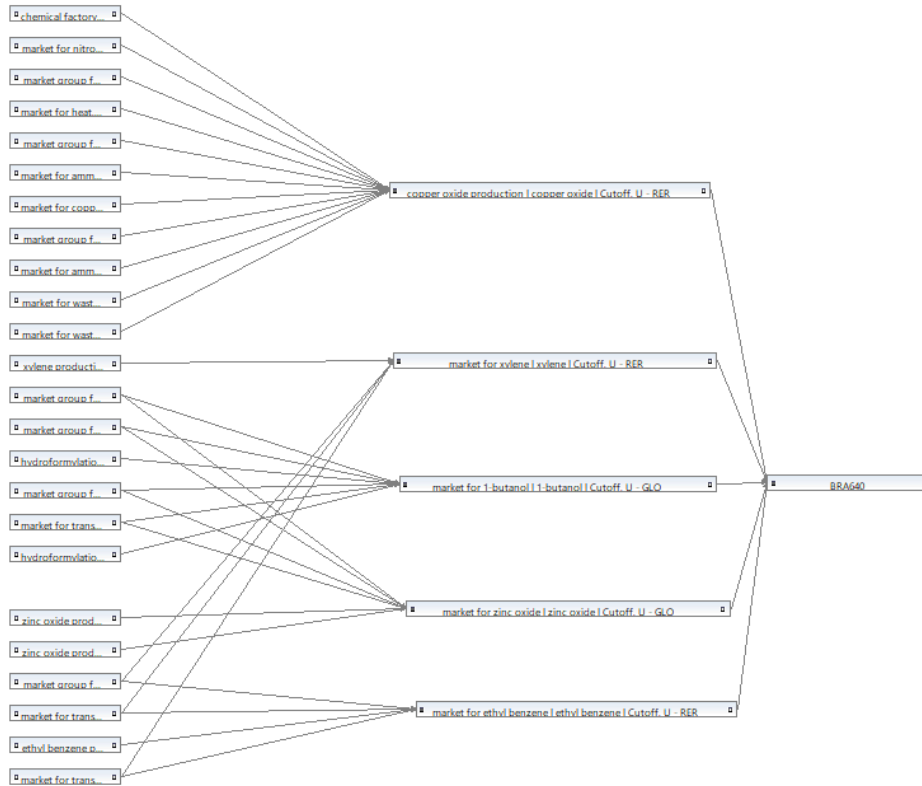 chemical factory...
market for nitro...
market group f...
market for heat,...
market group f...
market for amm...
market for copp...
market group f...
market for amm...
market for wast...
market for wast...
xylene producti...
market group f...
market group f...
hydroformylatio...
market group f...
market for trans...
hydroformylatio...
zinc oxide prod...
zinc oxide prod...
market group f...
market for trans...
ethyl benzene p...
market for trans...
copper oxide production | copper oxide | Cutoff, U - RER
market for xylene | xylene | Cutoff, U - RER
market for 1-butanol | 1-butanol | Cutoff, U - GLO
market for zinc oxide | zinc oxide | Cutoff, U - GLO
market for ethyl benzene | ethyl benzene | Cutoff, U - RER
BRA640